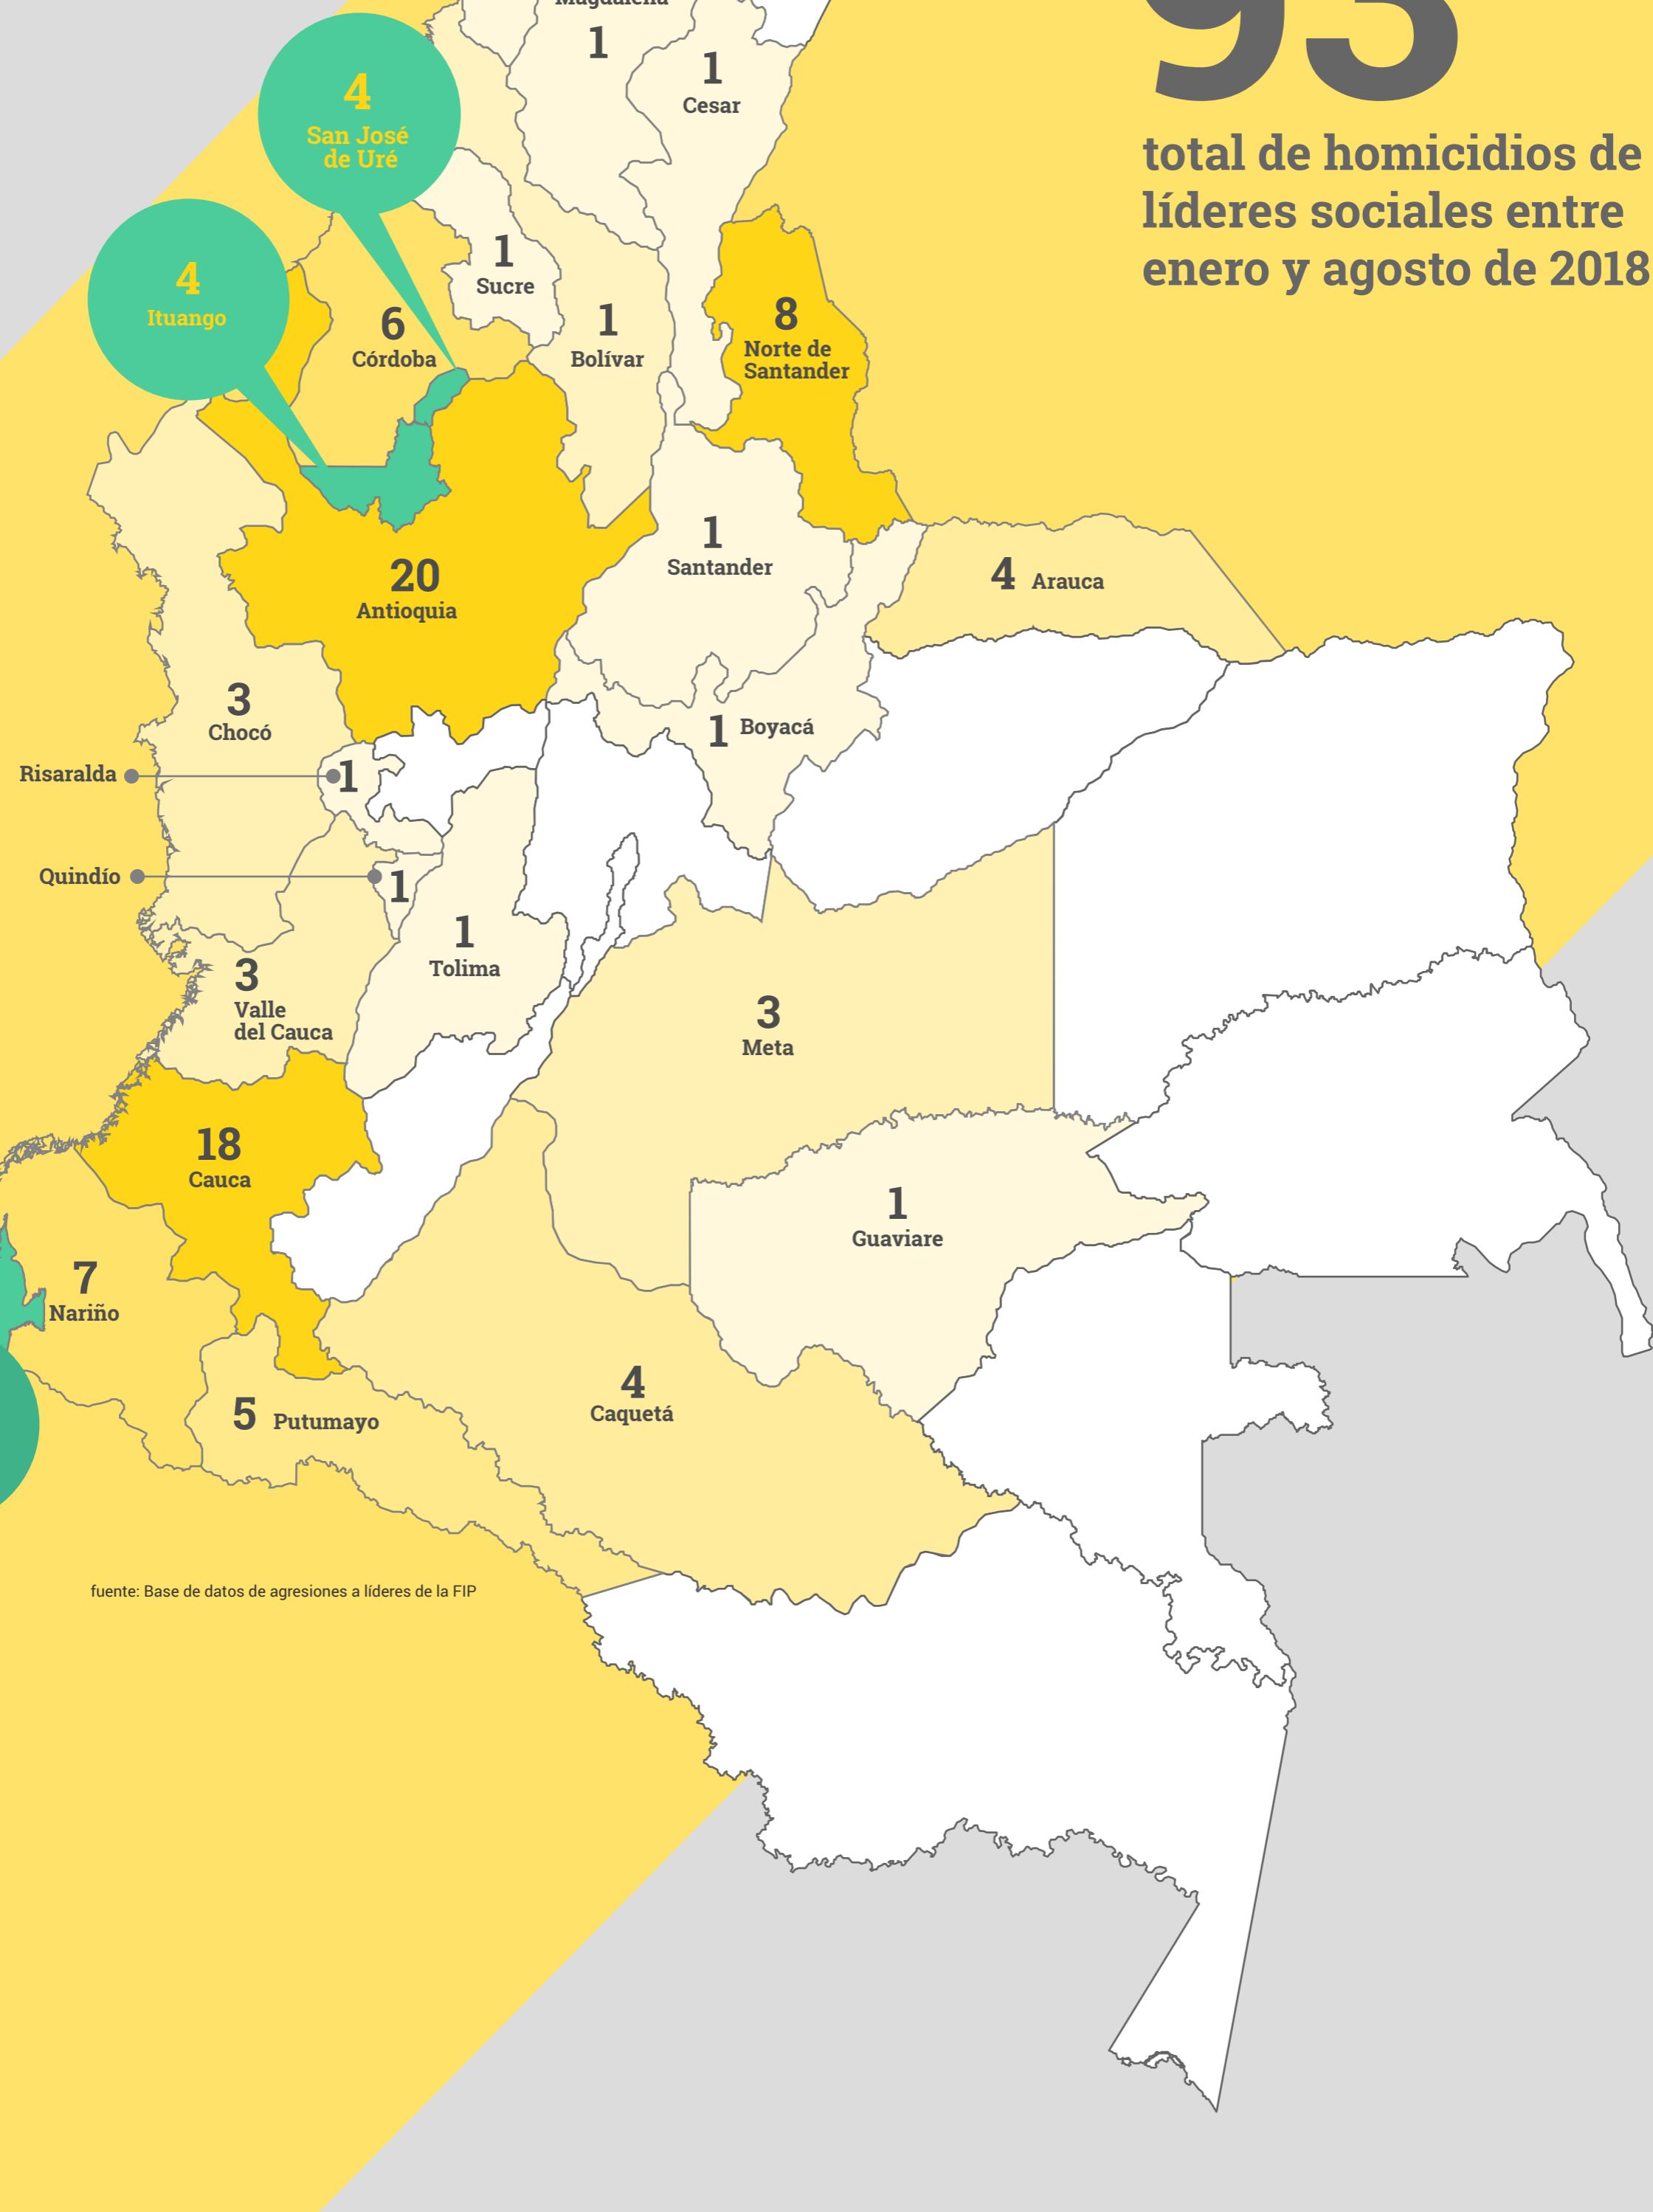 Magdalena
1
93
1
Cesar
4
San José
de Uré
total de homicidios de
líderes sociales entre
enero y agosto de 2018
4
Ituango
1
Sucre
6
Córdoba
1
Bolívar
8
Norte de
Santander
20
Antioquia
1
Santander
4 Arauca
3
Chocó
1 Boyacá
Risaralda 1
Quindío 1
1
Tolima
3
Valle
del Cauca
3
Meta
18
Cauca
1
Guaviare
7
Nariño
4
Caquetá
5 Putumayo
fuente: Base de datos de agresiones a líderes de la FIP